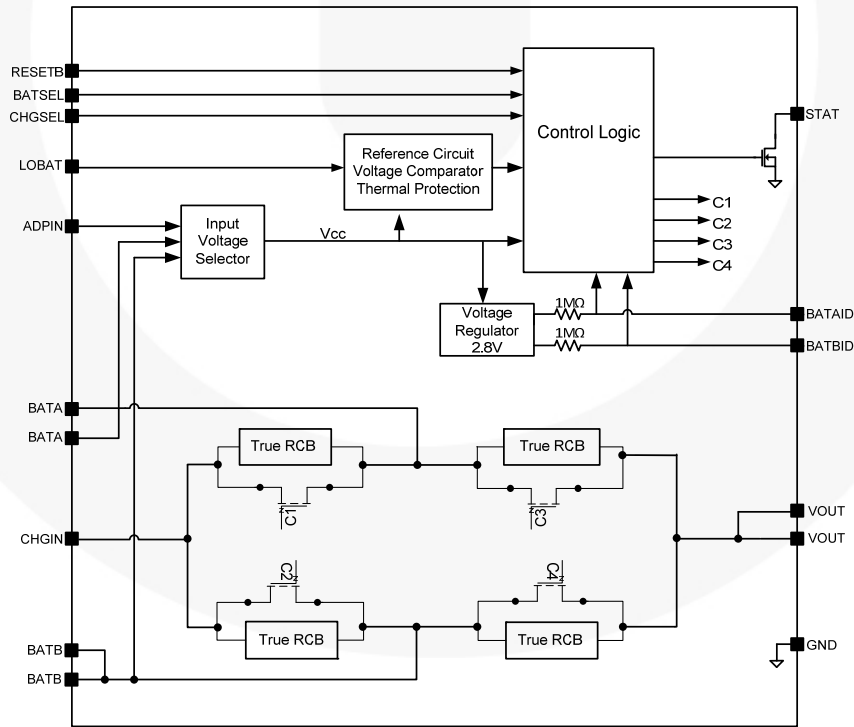 RESETB
BATSEL
CHGSEL
LOBAT
ADPIN
Input
Voltage
Selector
Reference Circuit
Voltage Comparator
Thermal Protection
Vcc
Control Logic
C1
C2
C3
C4
STAT
Voltage
Regulator
2.8V
1MΩ
1MΩ
BATAID
BATBID
BATA
BATA
True RCB
True RCB
C1
C3
CHGIN
VOUT
VOUT
C2
C4
True RCB
True RCB
BATB
BATB
GND